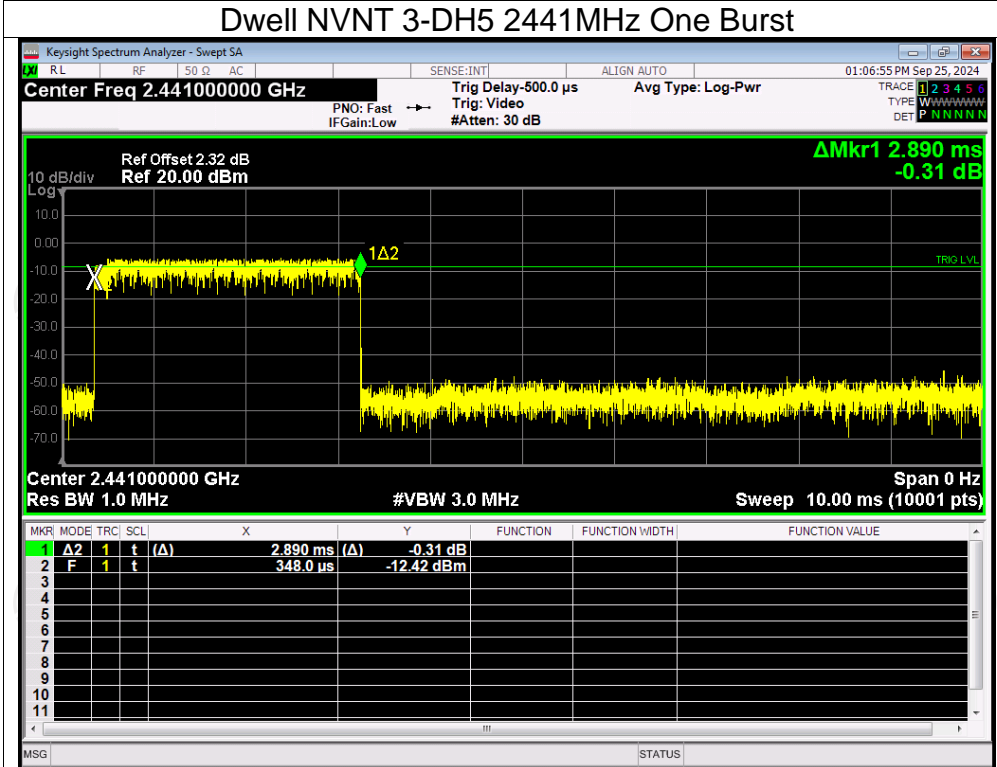 Dwell NVNT 3-DH5 2441MHz One Burst
Keysight Spectrum Analyzer - Swept SA
LXI RL RF 50 Ω AC SENSE:INT ALIGN AUTO 01:06:55 PM Sep 25, 2024
Center Freq 2.441000000 GHz
PNO: Fast
IFGain:Low
Trig Delay-500.0 µs
Trig: Video
#Atten: 30 dB
Avg Type: Log-Pwr
TRACE 1 2 3 4 5 6
TYPE WWWWWW
DET P N N N N N
ΔMkr1 2.890 ms
-0.31 dB
Ref Offset 2.32 dB
10 dB/div Ref 20.00 dBm
Log
10.0
0.00
-10.0
-20.0
-30.0
-40.0
-50.0
-60.0
-70.0
1Δ2
TRIG LVL
Center 2.441000000 GHz Span 0 Hz
Res BW 1.0 MHz #VBW 3.0 MHz Sweep 10.00 ms (10001 pts)
MKR MODE TRC SCL X Y FUNCTION FUNCTION WIDTH FUNCTION VALUE
1 Δ2 1 t (Δ) 2.890 ms (Δ) -0.31 dB
2 F 1 t 348.0 µs -12.42 dBm
3
4
5
6
7
8
9
10
11
MSG STATUS